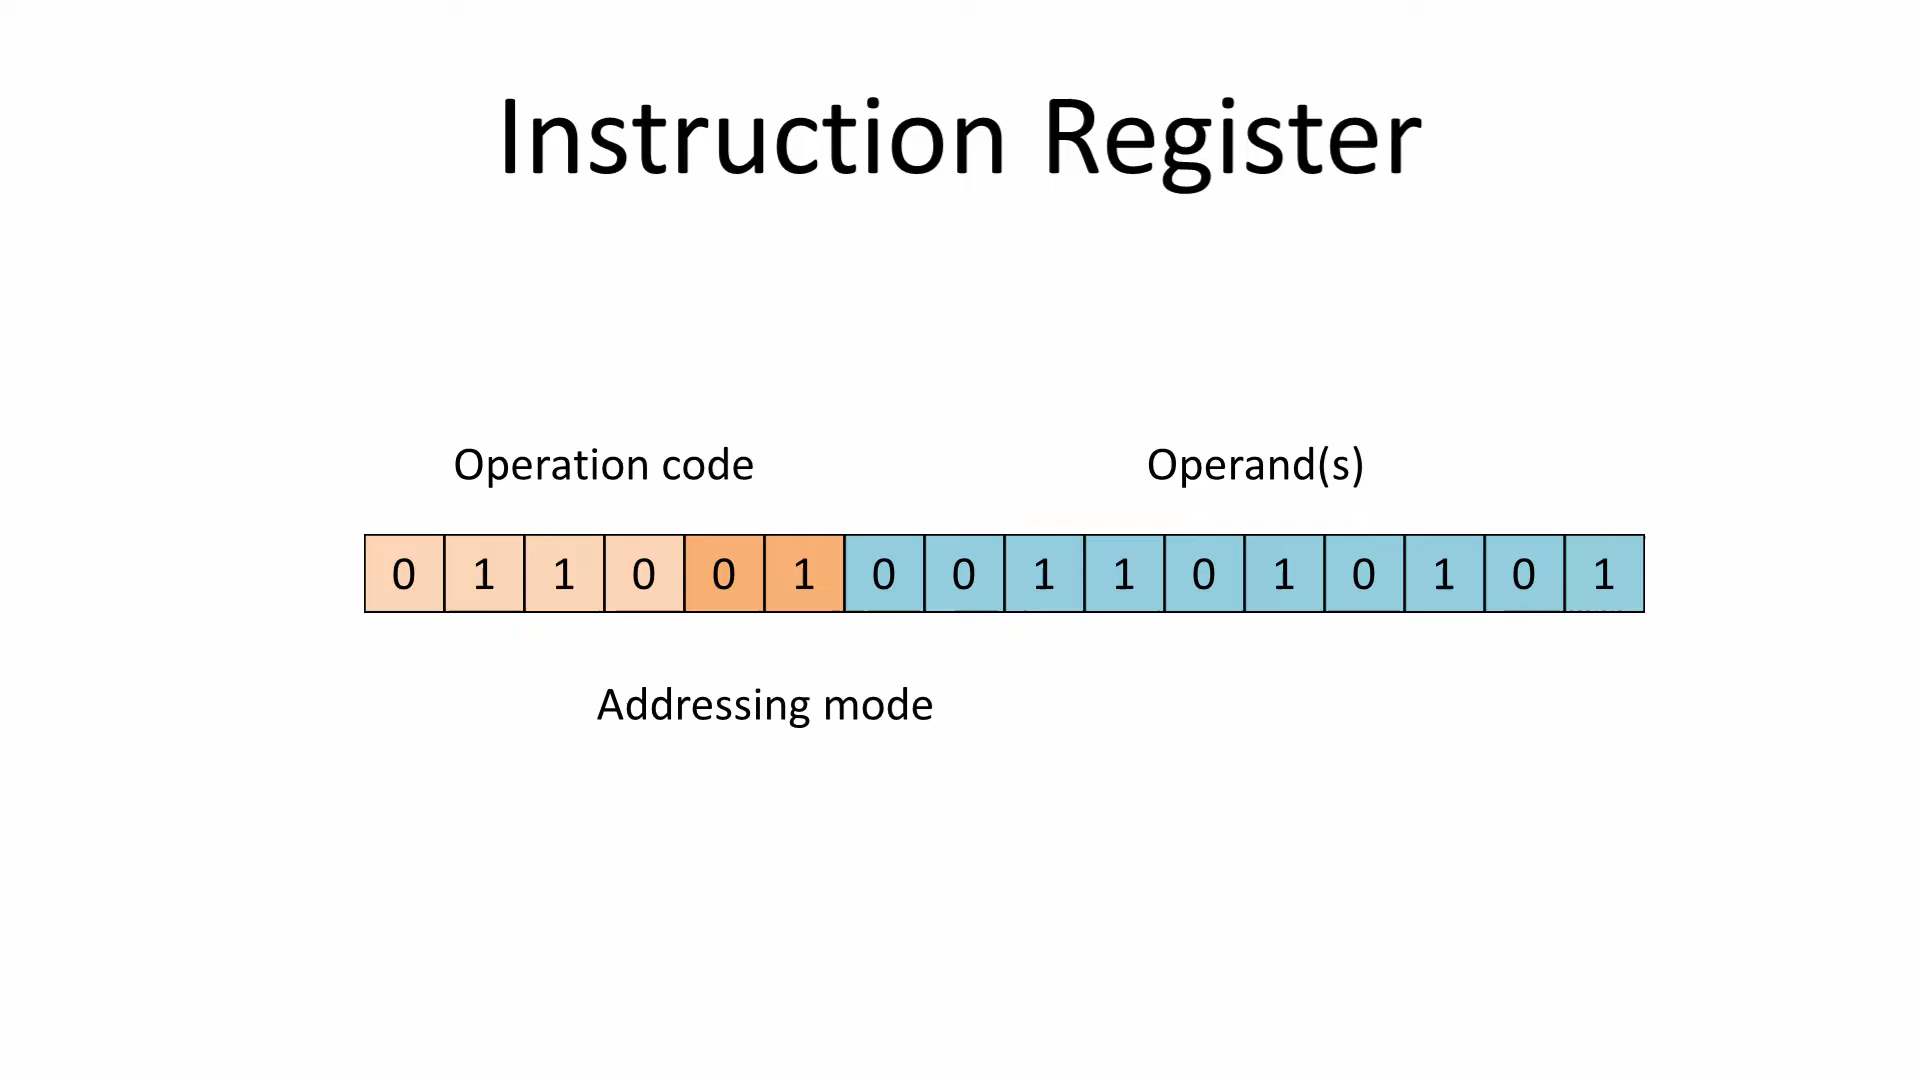 Instruction Register
Operation code Operand(s)
0 1 1 0 0 1 0 0 1 1 0 1 0 1 0 1
Addressing mode